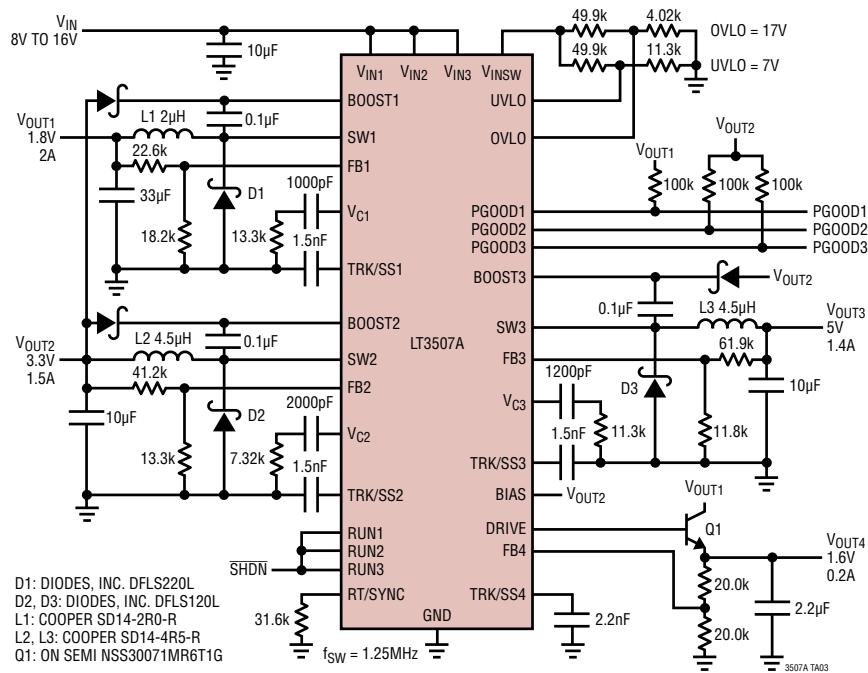 VIN
8V TO 16V
10µF
VIN1
VIN2
VIN3
VINSW
49.9k
4.02k
OVLO = 17V
49.9k
11.3k
UVLO = 7V
BOOST1
UVLO
VOUT1
1.8V
2A
L1 2µH
0.1µF
SW1
OVLO
22.6k
FB1
33µF
D1
1000pF
VC1
18.2k
13.3k
1.5nF
TRK/SS1
VOUT1
VOUT2
100k
100k
100k
PGOOD1
PGOOD1
PGOOD2
PGOOD2
PGOOD3
PGOOD3
BOOST3
VOUT2
BOOST2
LT3507A
0.1µF
L3 4.5µH
SW3
VOUT3
5V
1.4A
VOUT2
3.3V
1.5A
L2 4.5µH
0.1µF
SW2
61.9k
FB3
41.2k
FB2
10µF
D2
2000pF
VC2
13.3k
7.32k
1.5nF
TRK/SS2
1200pF
D3
10µF
VC3
11.3k
11.8k
1.5nF
TRK/SS3
BIAS
VOUT2
VOUT1
DRIVE
Q1
FB4
VOUT4
1.6V
0.2A
RUN1
RUN2
RUN3
SHDN
RT/SYNC
31.6k
GND
TRK/SS4
2.2nF
20.0k
20.0k
2.2µF
fSW = 1.25MHz
D1: DIODES, INC. DFLS220L
D2, D3: DIODES, INC. DFLS120L
L1: COOPER SD14-2R0-R
L2, L3: COOPER SD14-4R5-R
Q1: ON SEMI NSS30071MR6T1G
3507A TA03